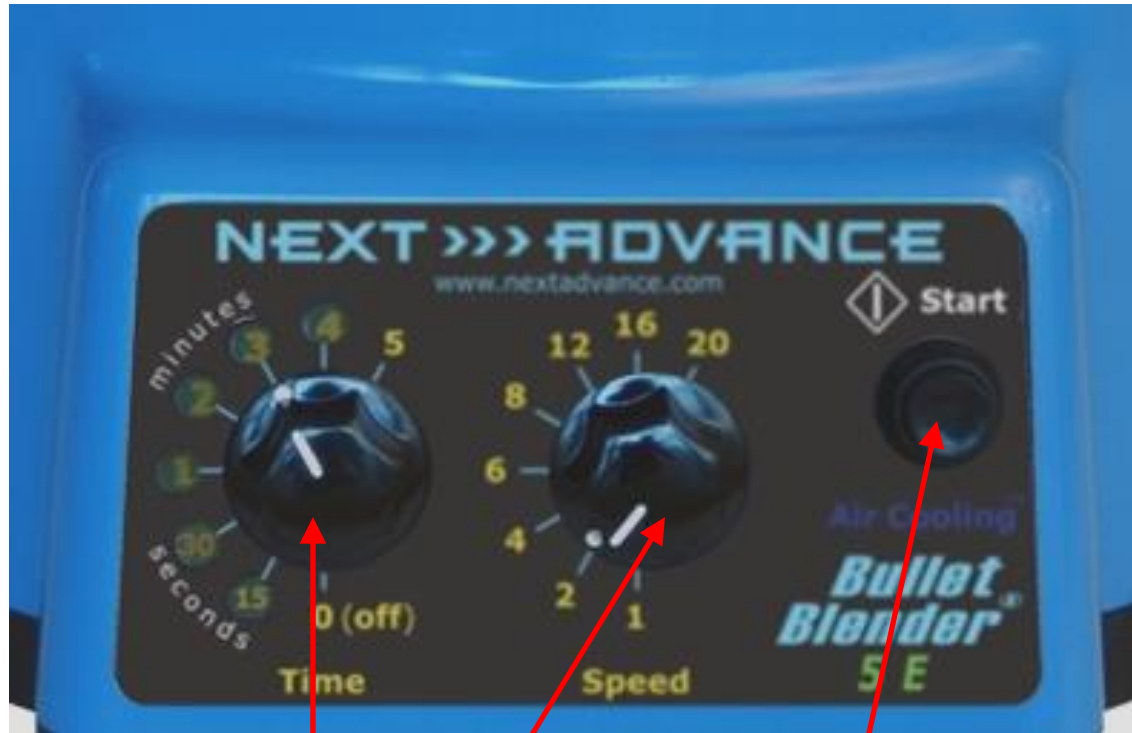 NEXT >>> ADVANCE
www.nextadvance.com
Start
minutes
3
4
5
2
1
30
15
seconds
0 (off)
Time
12
16
20
8
6
4
2
1
Speed
Air Cooling™
Bullet
Blender®
5 E